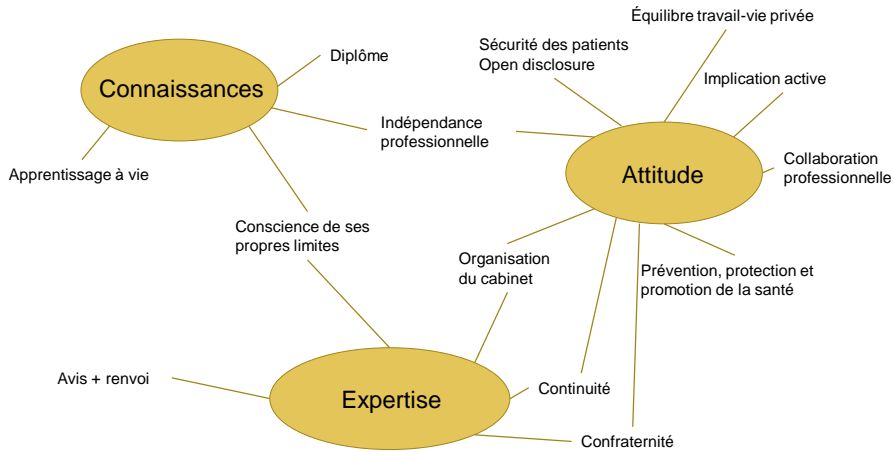 Équilibre travail-vie privée
Sécurité des patients
Open disclosure
Diplôme
Implication active
Connaissances
Indépendance
professionnelle
Collaboration
professionnelle
Apprentissage à vie
Attitude
Conscience de ses
propres limites
Organisation
du cabinet
Prévention, protection et
promotion de la santé
Avis + renvoi
Continuité
Expertise
Confraternité